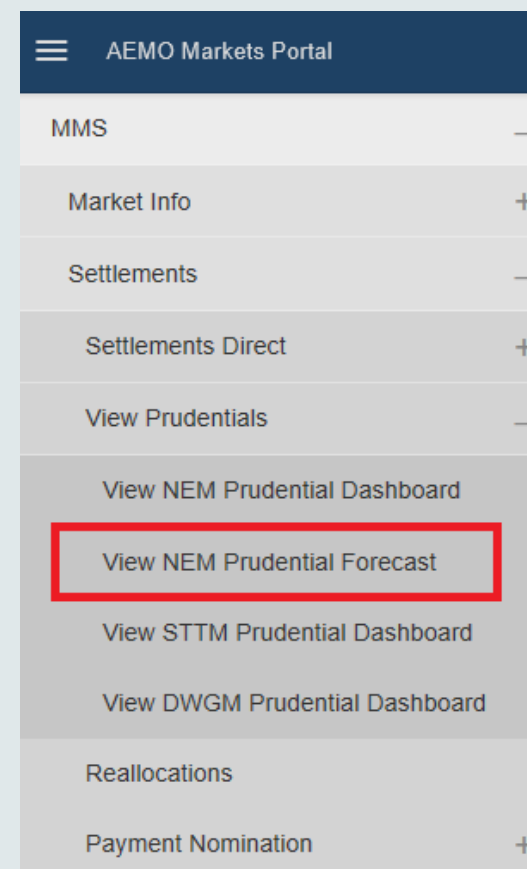 AEMO Markets Portal
MMS
Market Info
Settlements
Settlements Direct
View Prudentials
View NEM Prudential Dashboard
View NEM Prudential Forecast
View STTM Prudential Dashboard
View DWGM Prudential Dashboard
Reallocations
Payment Nomination